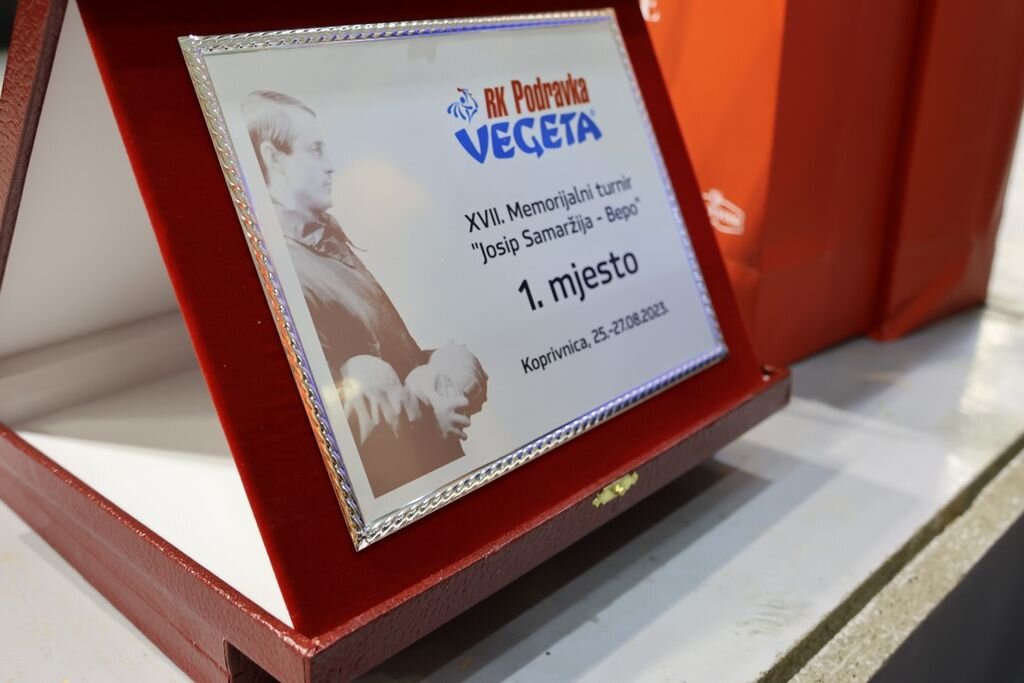 RK Podravka
VEGETA®
XVII. Memorijalni turnir
"Josip Samaržija - Bepo"
1. mjesto
Koprivnica, 25.-27.08.2023.